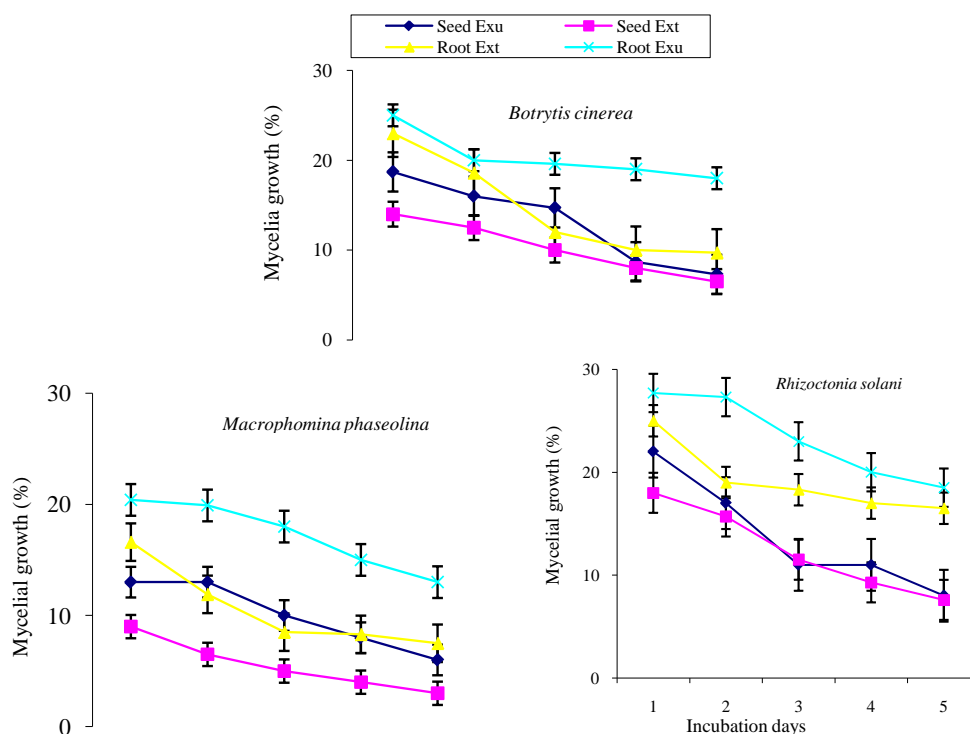 Seed Exu Seed Ext
Root Ext Root Exu
30
20
10
0
Mycelia growth (%)
Botrytis cinerea
30
20
10
0
Mycelial growth (%)
Macrophomina phaseolina
30
20
10
0
Mycelial growth (%)
Rhizoctonia solani
1 2 3 4 5
Incubation days